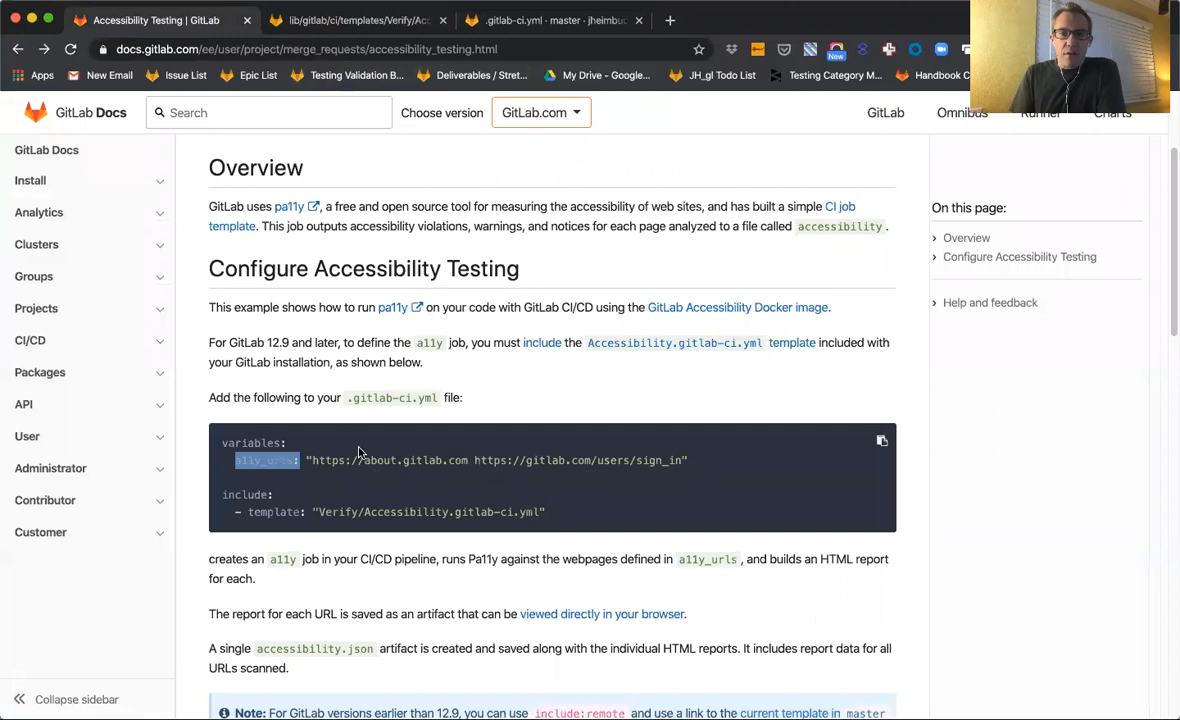 Accessibility Testing | GitLab
lib/gitlab/ci/templates/Verify/Acc
.gitlab-ci.yml · master · jheimbuc
docs.gitlab.com/ee/user/project/merge_requests/accessibility_testing.html
New
Apps
New Email
Issue List
Epic List
Testing Validation B...
Deliverables / Stret...
My Drive - Google...
JH_gl Todo List
Testing Category M...
Handbook C
GitLab Docs
Search
Choose version
GitLab.com
GitLab
Omnibus
Runner
Charts
GitLab Docs
Install
Analytics
Clusters
Groups
Projects
CI/CD
Packages
API
User
Administrator
Contributor
Customer
Collapse sidebar
Overview
GitLab uses pa11y, a free and open source tool for measuring the accessibility of web sites, and has built a simple CI job
template. This job outputs accessibility violations, warnings, and notices for each page analyzed to a file called accessibility.
Configure Accessibility Testing
This example shows how to run pa11y on your code with GitLab CI/CD using the GitLab Accessibility Docker image.
For GitLab 12.9 and later, to define the a11y job, you must include the Accessibility.gitlab-ci.yml template included with
your GitLab installation, as shown below.
Add the following to your .gitlab-ci.yml file:
variables:
a11y_urls: "https://about.gitlab.com https://gitlab.com/users/sign_in"
include:
- template: "Verify/Accessibility.gitlab-ci.yml"
creates an a11y job in your CI/CD pipeline, runs Pa11y against the webpages defined in a11y_urls, and builds an HTML report
for each.
The report for each URL is saved as an artifact that can be viewed directly in your browser.
A single accessibility.json artifact is created and saved along with the individual HTML reports. It includes report data for all
URLs scanned.
Note: For GitLab versions earlier than 12.9, you can use include:remote and use a link to the current template in master
On this page:
Overview
Configure Accessibility Testing
Help and feedback